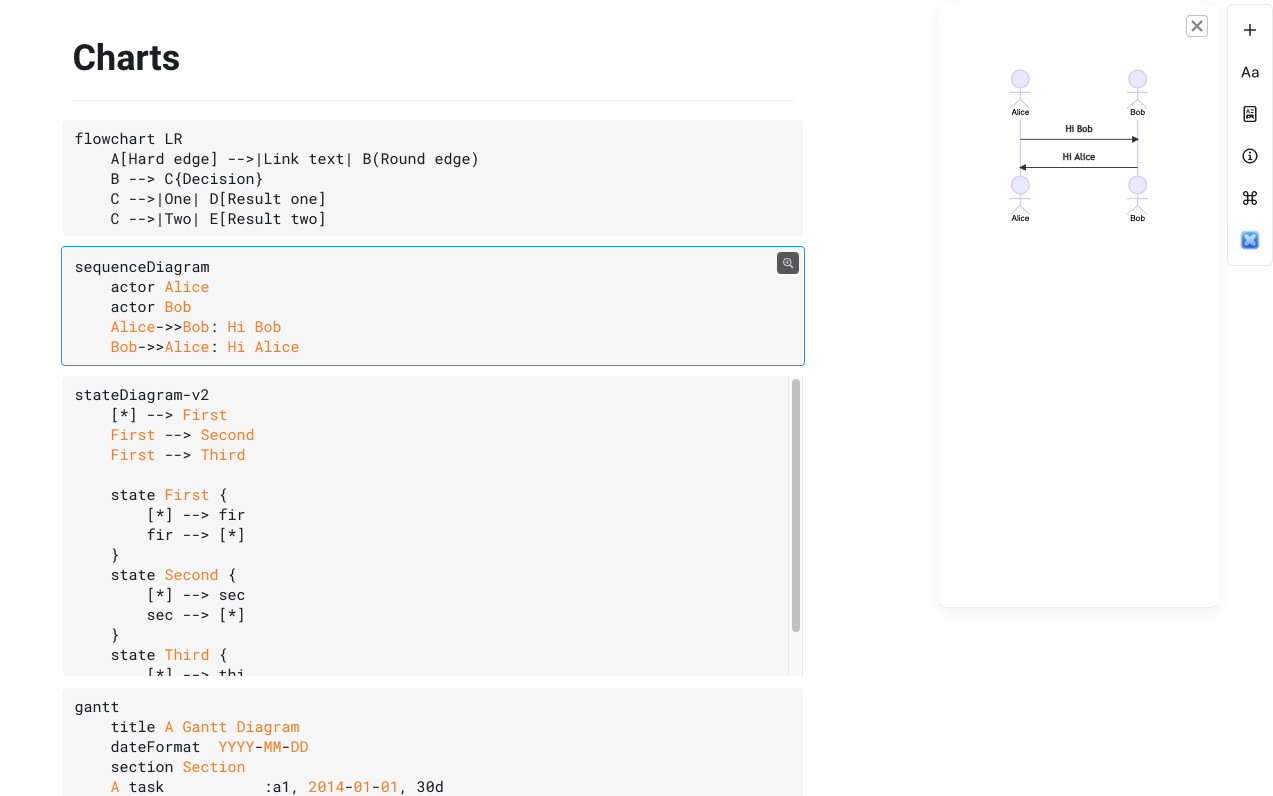 Charts
flowchart LR
    A[Hard edge] -->|Link text| B(Round edge)
    B --> C{Decision}
    C -->|One| D[Result one]
    C -->|Two| E[Result two]
sequenceDiagram
    actor Alice
    actor Bob
    Alice->>Bob: Hi Bob
    Bob->>Alice: Hi Alice
stateDiagram-v2
    [*] --> First
    First --> Second
    First --> Third
    state First {
        [*] --> fir
        fir --> [*]
    }
    state Second {
        [*] --> sec
        sec --> [*]
    }
    state Third {
        [*] --> thi
gantt
    title A Gantt Diagram
    dateFormat  YYYY-MM-DD
    section Section
    A task           :a1, 2014-01-01, 30d
Alice Bob
Hi Bob
Hi Alice
Alice Bob
Aa